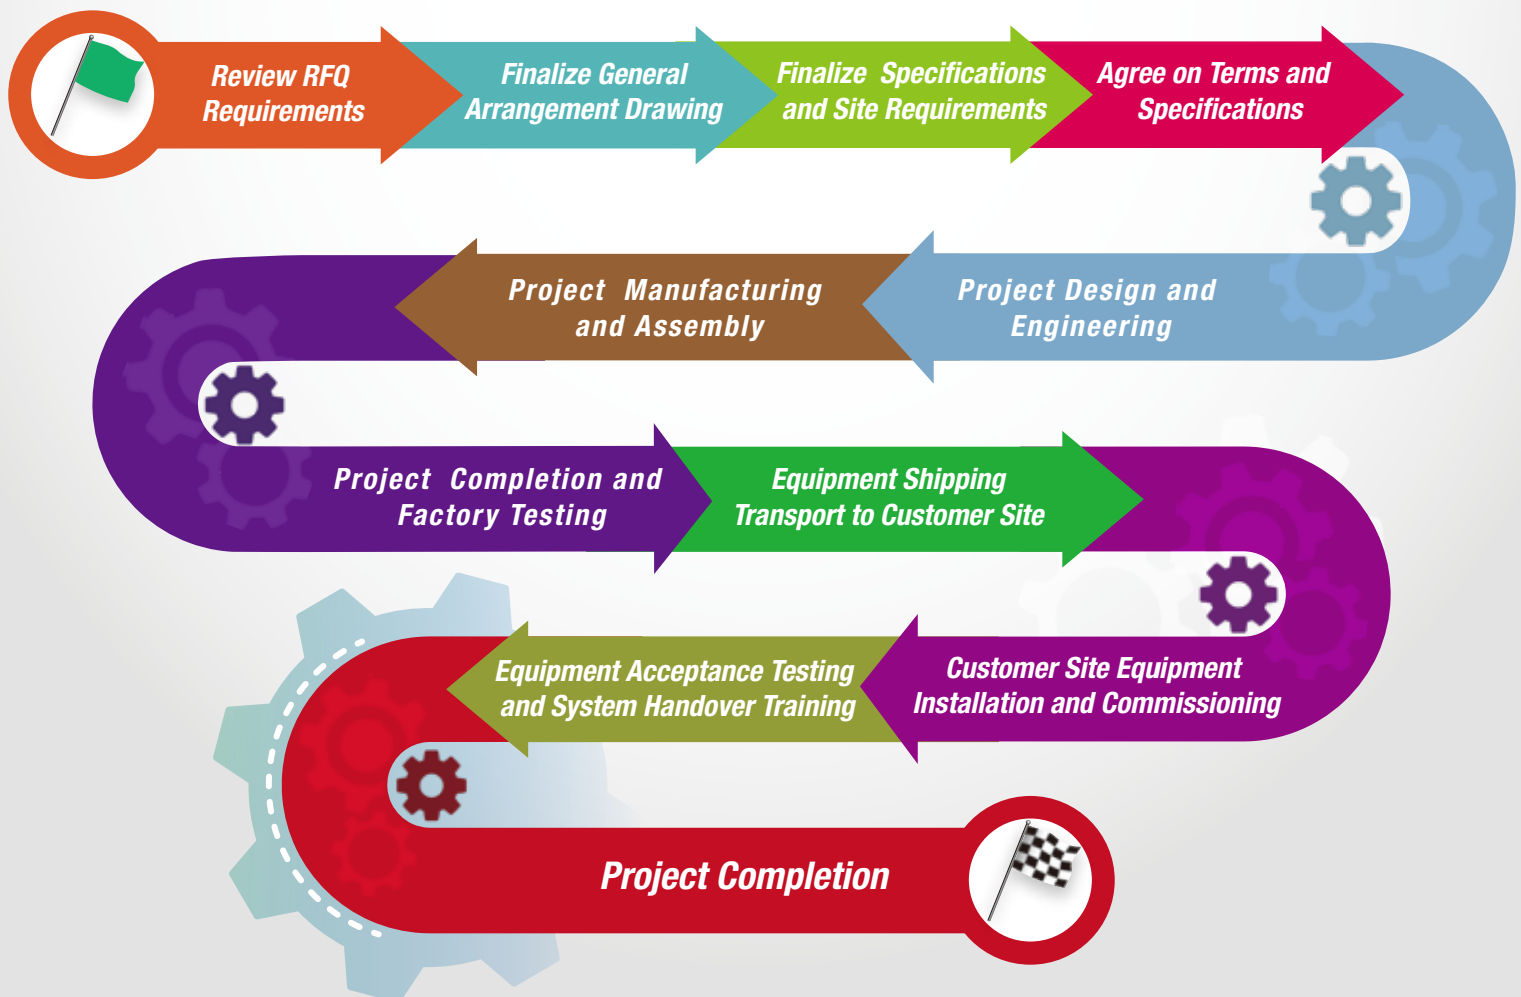 Review RFQ
Requirements
Finalize General
Arrangement Drawing
Finalize Specifications
and Site Requirements
Agree on Terms and
Specifications
Project Design and
Engineering
Project Manufacturing
and Assembly
Project Completion and
Factory Testing
Equipment Shipping
Transport to Customer Site
Customer Site Equipment
Installation and Commissioning
Equipment Acceptance Testing
and System Handover Training
Project Completion